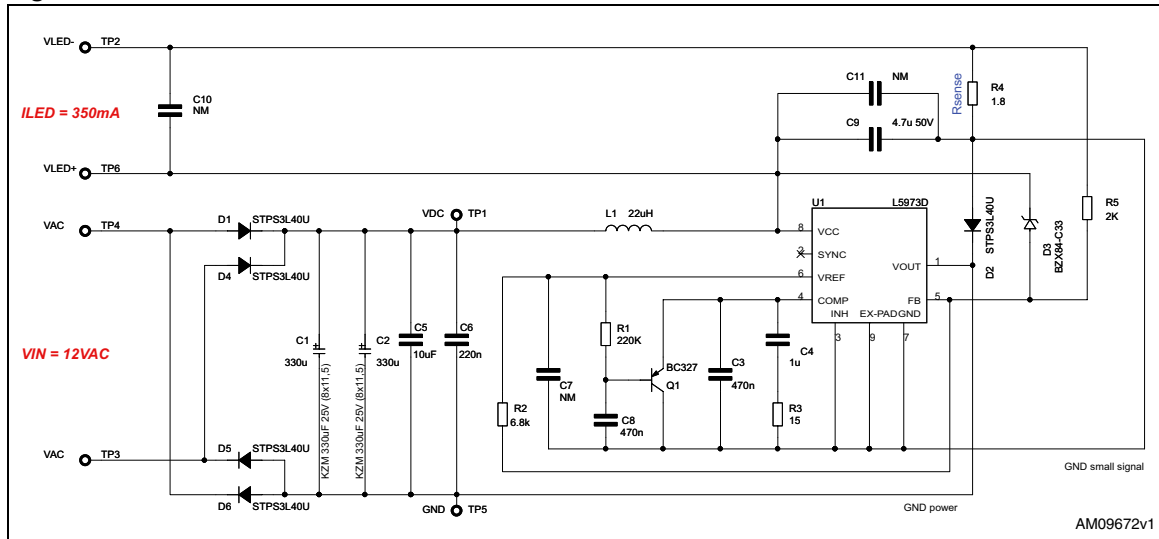 VLED-
TP2
C10
NM
ILED = 350mA
VLED+
TP6
C11
NM
C9
4.7u 50V
Rsense
R4
1.8
VAC
TP4
D1
STPS3L40U
D4
VDC
TP1
L1
22uH
U1
L5973D
8
VCC
2
SYNC
6
VREF
4
COMP
VOUT
1
FB
5
INH
EX-PAD
GND
3
9
7
D2
STPS3L40U
D3
BZX84-C33
R5
2K
VIN = 12VAC
C1
330u
KZM 330uF 25V (8x11,5)
C2
330u
KZM 330uF 25V (8x11,5)
C5
10uF
C6
220n
R2
6.8k
C7
NM
R1
220K
C8
470n
BC327
Q1
C3
470n
C4
1u
R3
15
VAC
TP3
D5
STPS3L40U
D6
STPS3L40U
GND
TP5
GND small signal
GND power
AM09672v1